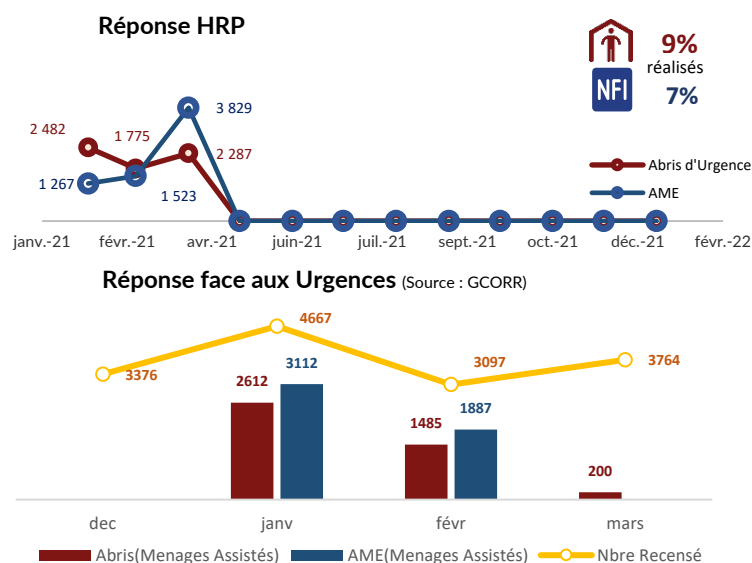 Réponse HRP
9%
réalisés
NFI
7%
3 829
2 482
1 775
2 287
1 267
1 523
Abris d'Urgence
AME
janv.-21 févr.-21 avr.-21 juin-21 juil.-21 sept.-21 oct.-21 déc.-21 févr.-22
Réponse face aux Urgences (Source : GCORR)
4667
3376
3097
3764
2612
3112
1485
1887
200
dec janv févr mars
Abris(Menages Assistés) AME(Menages Assistés) Nbre Recensé